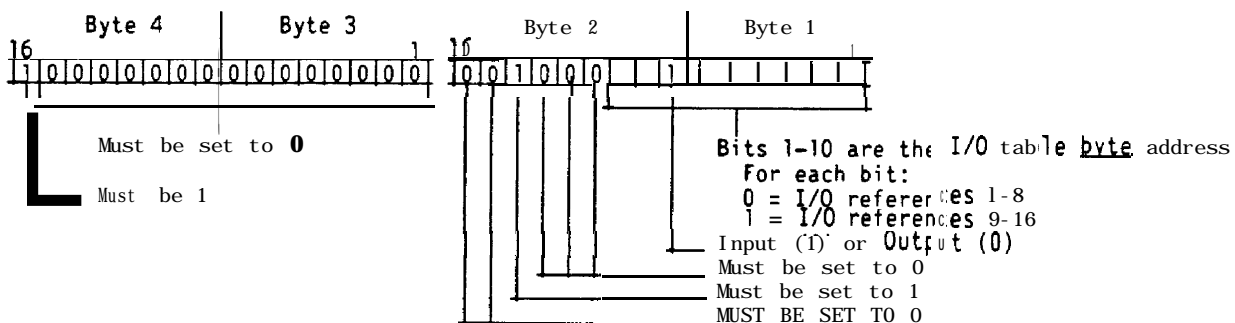 Byte 4 Byte 3 Byte 2 Byte 1
16 1 16
1 0 0 0 0 0 0 0 0 0 0 0 0 0 0 0 0 0 1 0 0 0 1
Must be set to 0
Must be 1
Bits 1-10 are the I/O table byte address
For each bit:
0 = I/O references 1-8
1 = I/O references 9-16
Input (1) or Output (0)
Must be set to 0
Must be set to 1
MUST BE SET TO 0